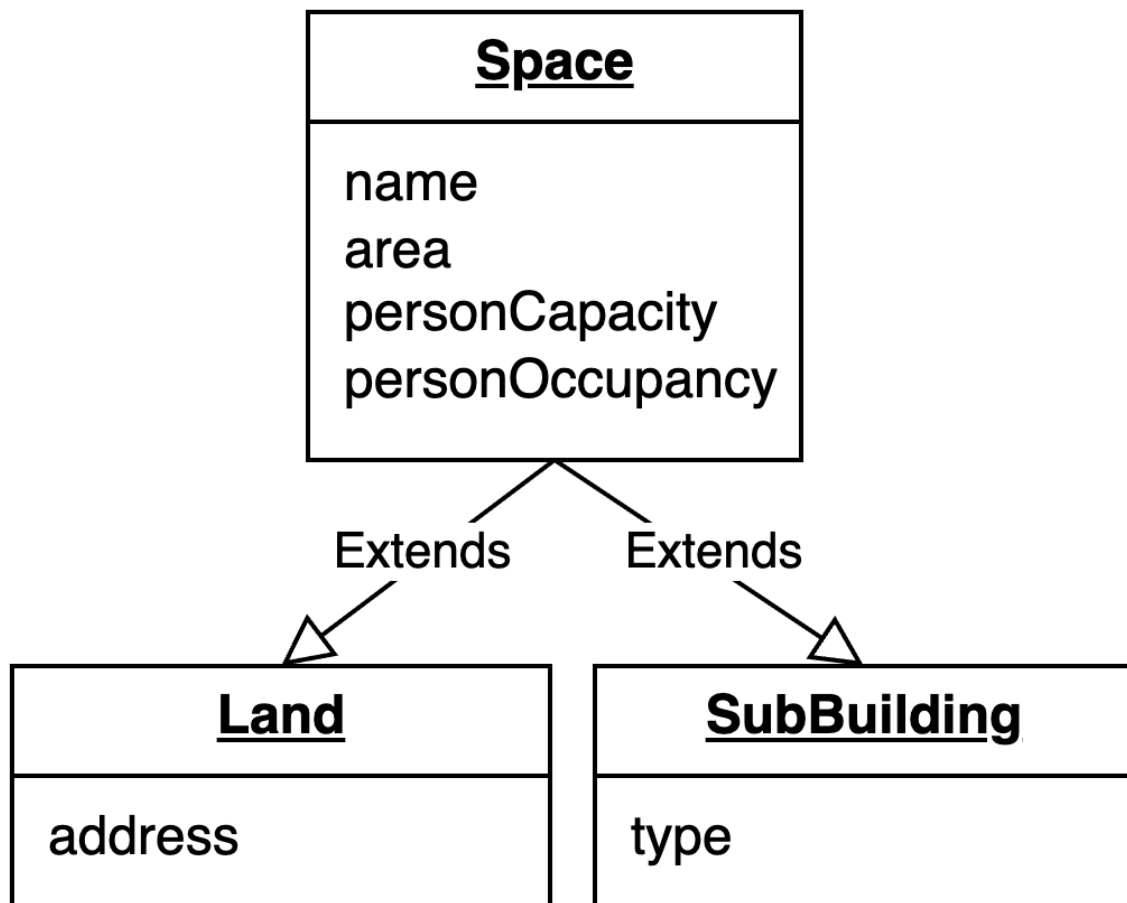 Space
name
area
personCapacity
personOccupancy
Extends Extends
Land SubBuilding
address type